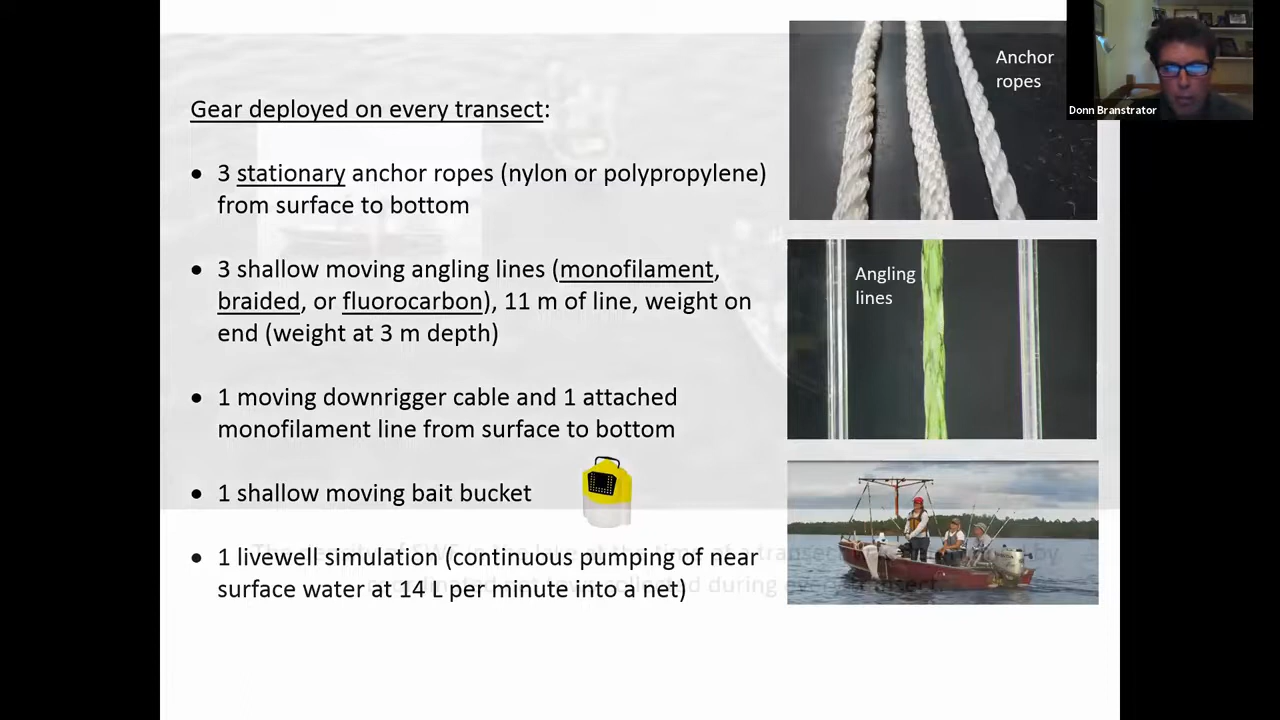 Gear deployed on every transect:
• 3 stationary anchor ropes (nylon or polypropylene)
from surface to bottom
• 3 shallow moving angling lines (monofilament,
braided, or fluorocarbon), 11 m of line, weight on
end (weight at 3 m depth)
• 1 moving downrigger cable and 1 attached
monofilament line from surface to bottom
• 1 shallow moving bait bucket
• 1 livewell simulation (continuous pumping of near
surface water at 14 L per minute into a net)
Anchor
ropes
Angling
lines
Donn Branstrator